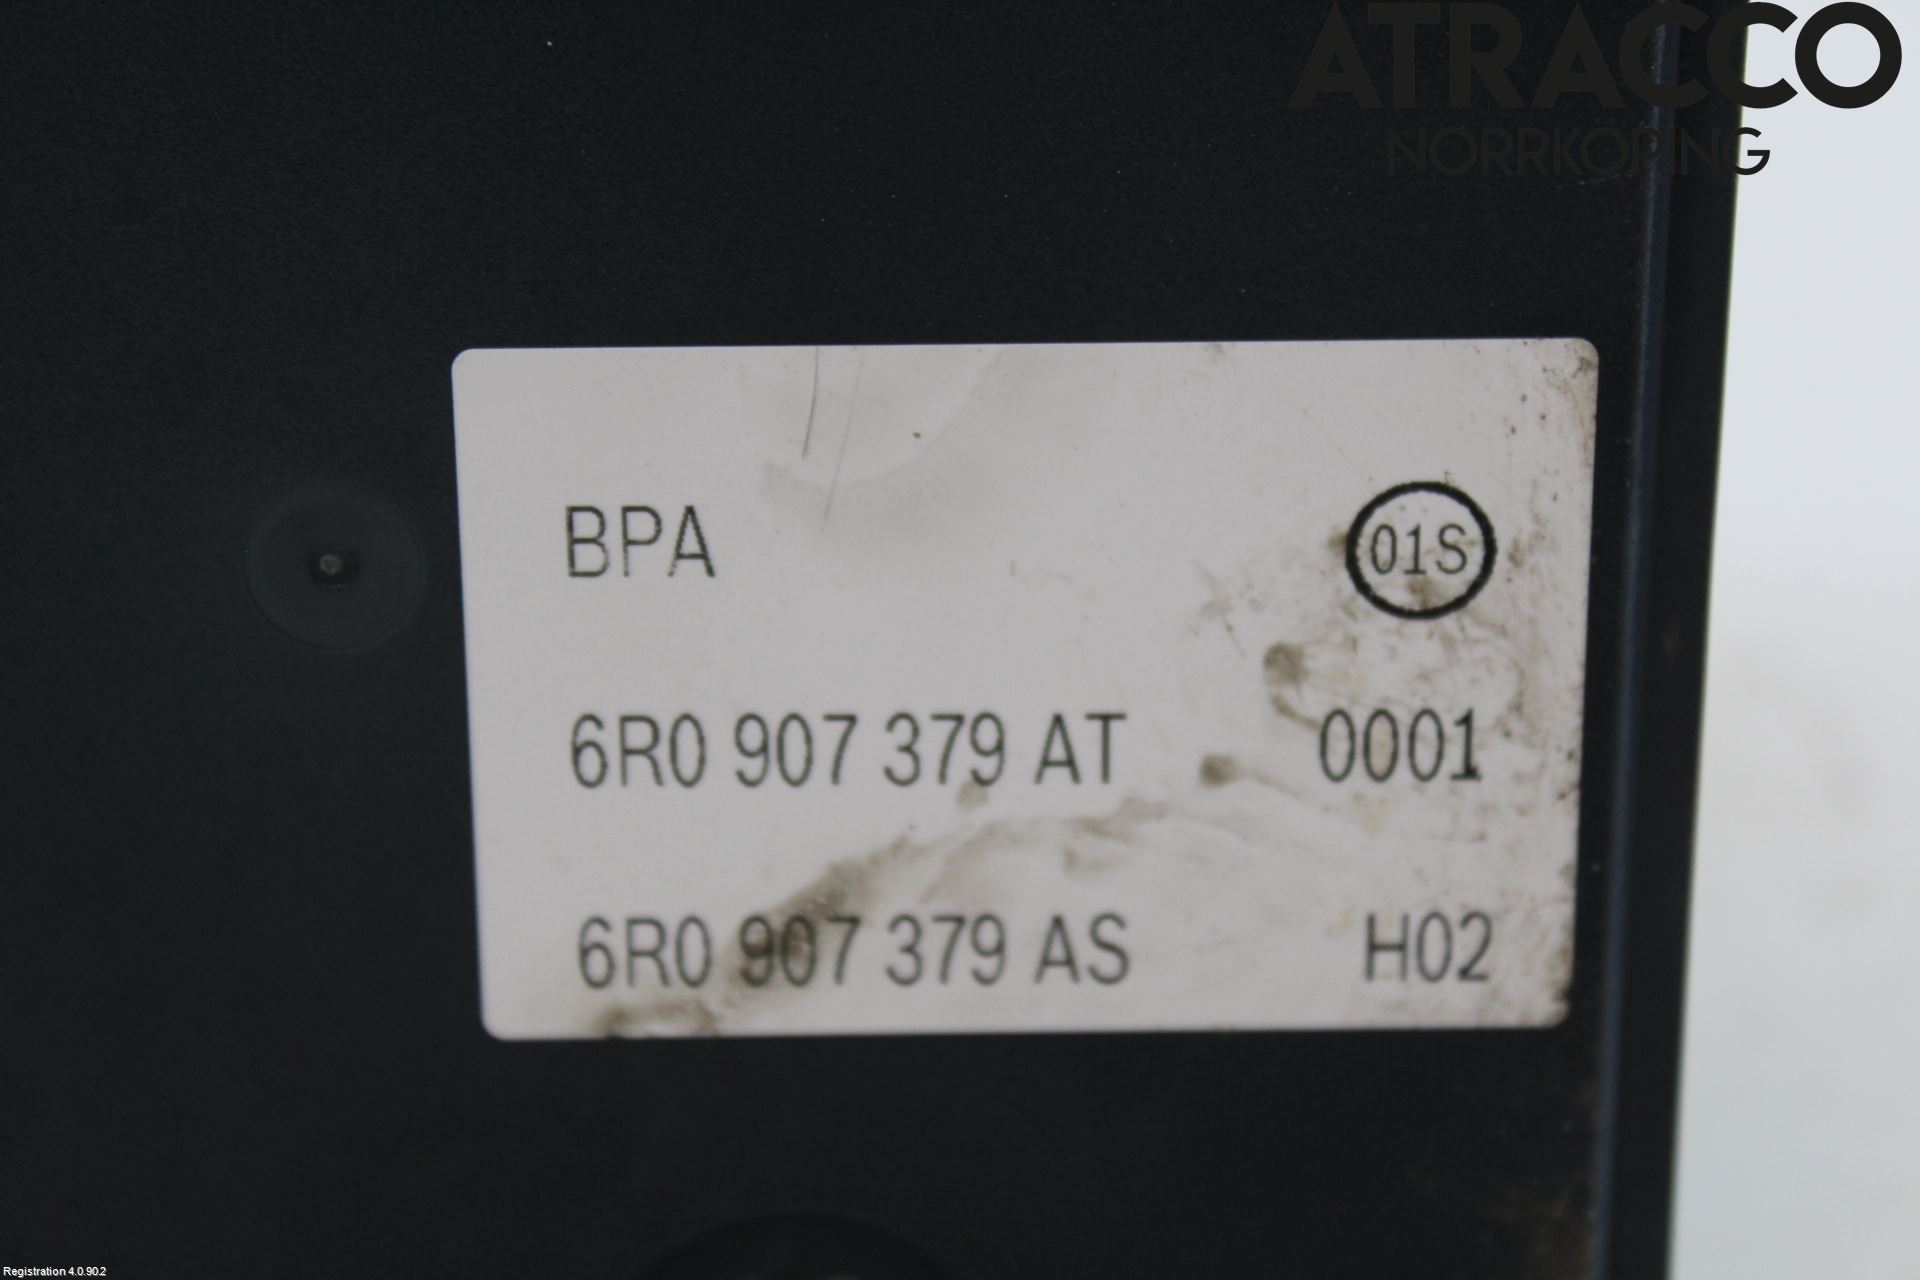 ATRACCO
NORRKÖPING
BPA 01S
6R0 907 379 AT 0001
6R0 907 379 AS H02
Registration 4.0.90.2